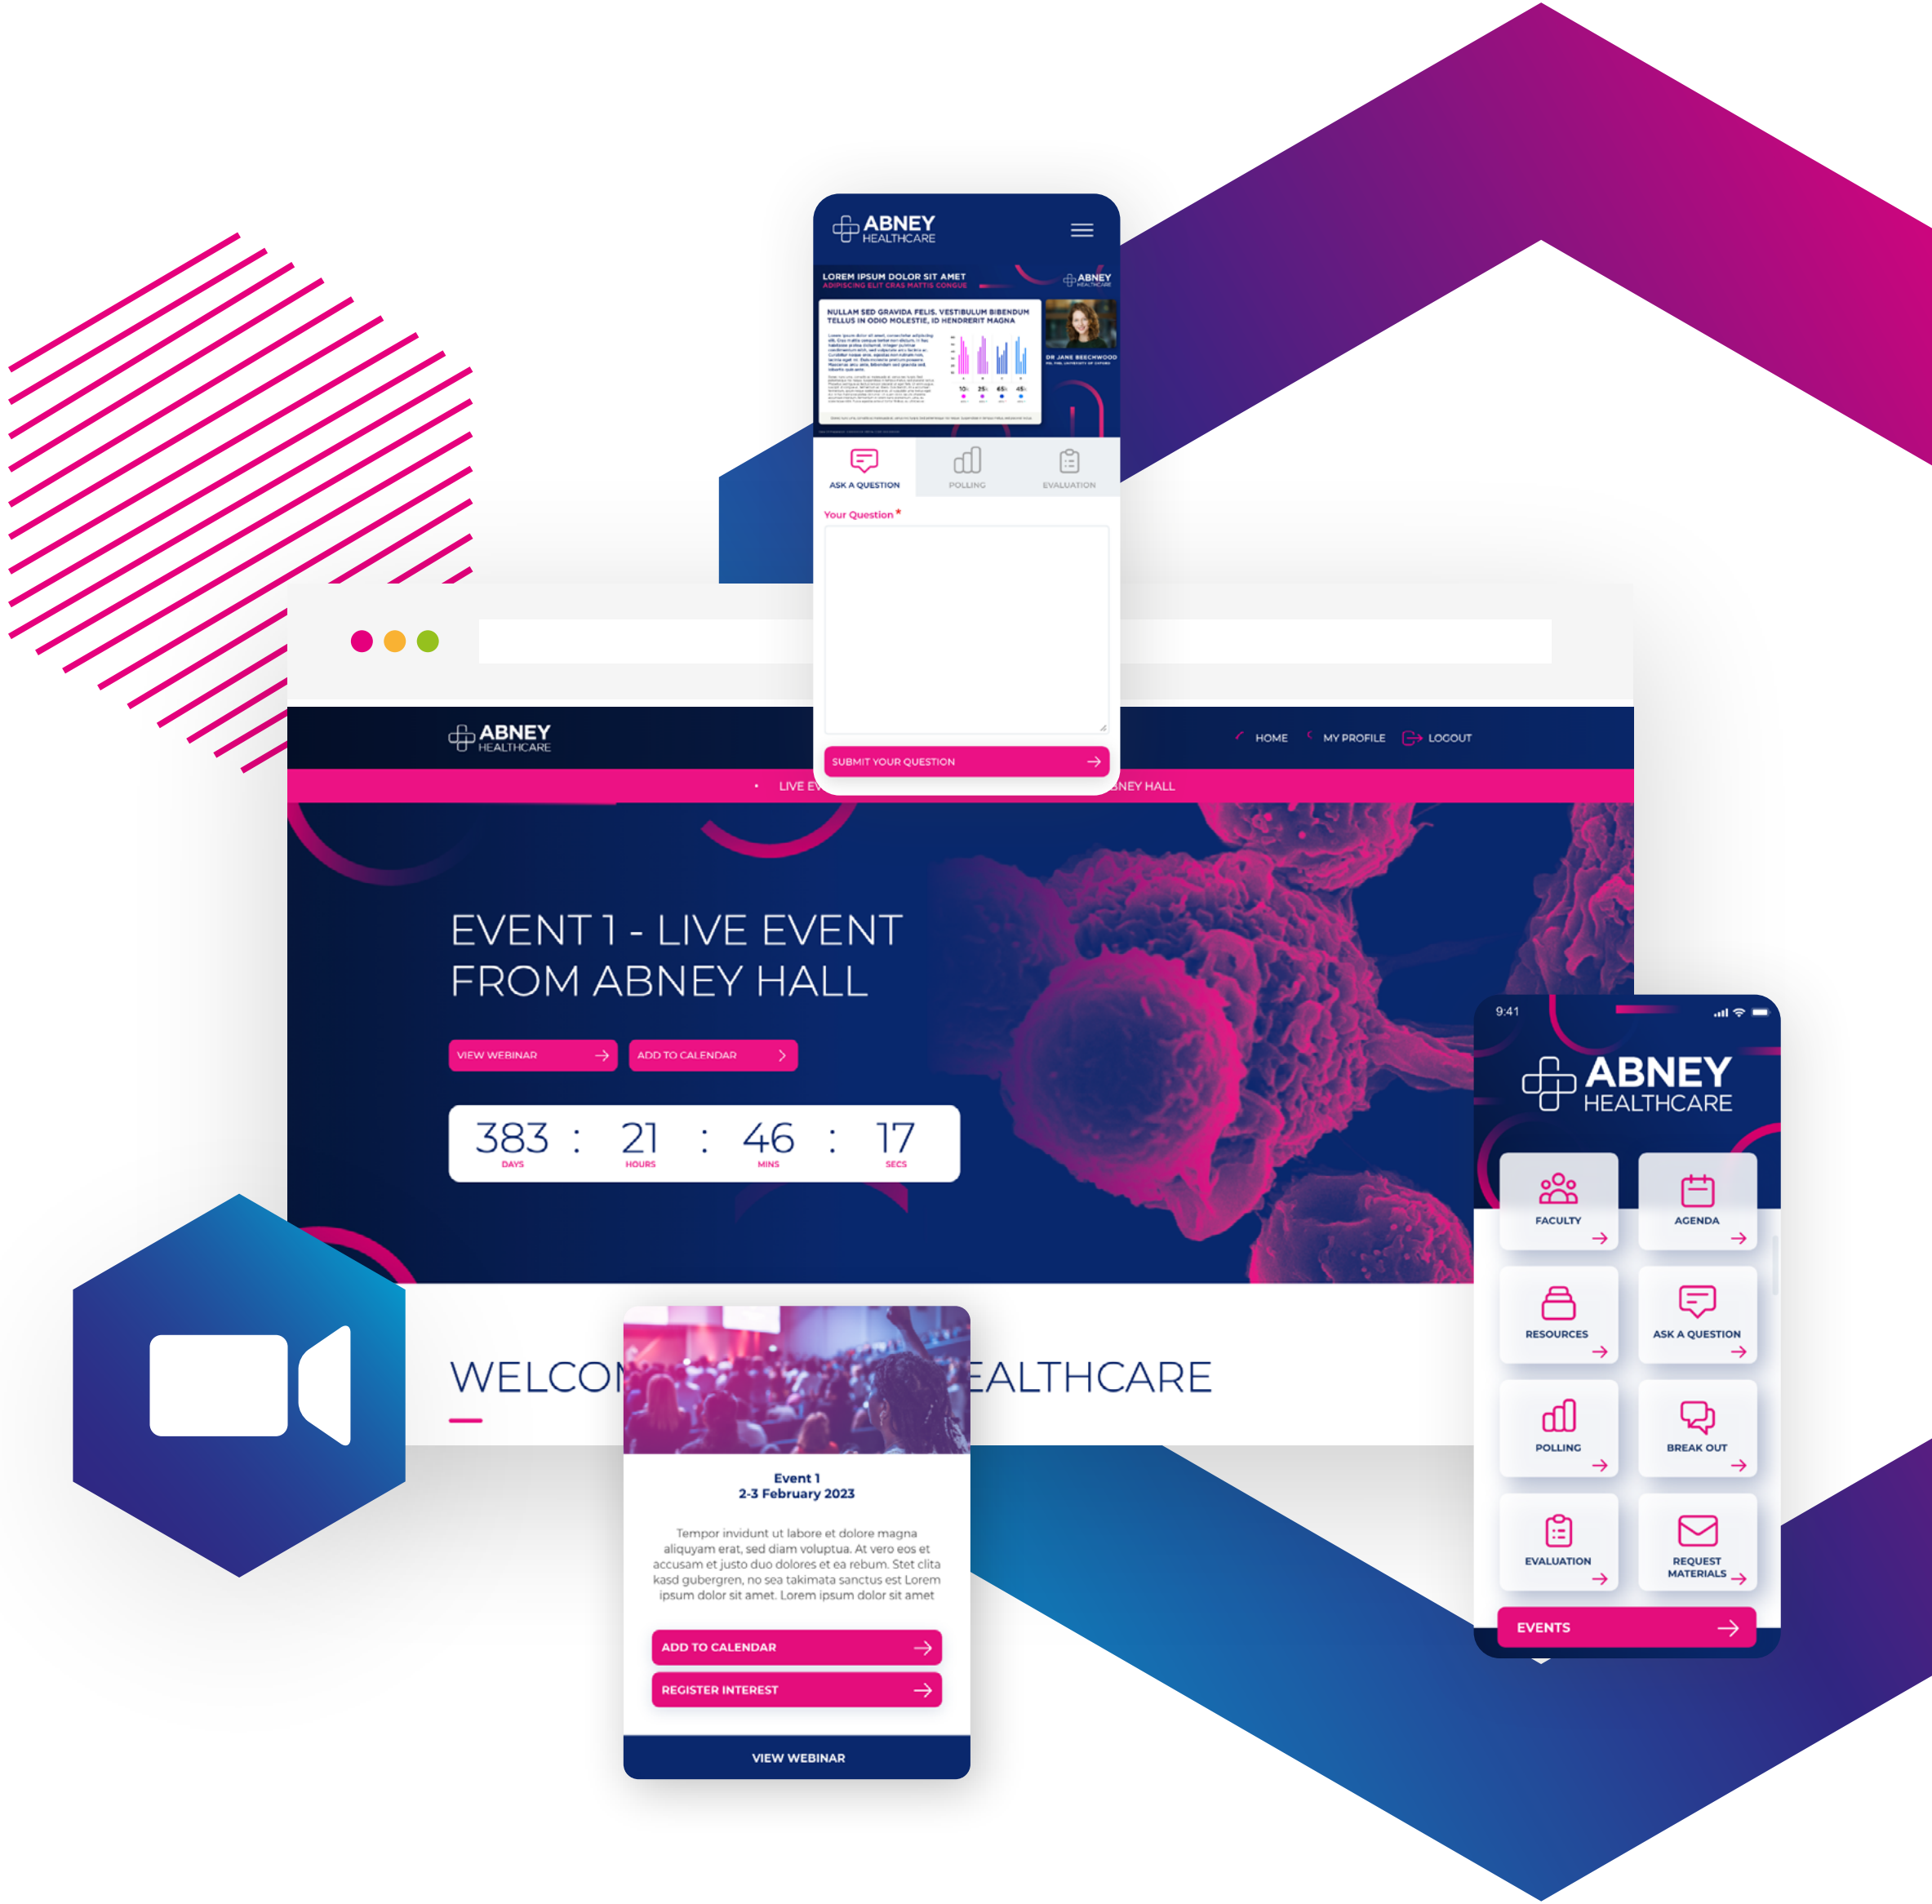 ABNEY
HEALTHCARE
LOREM IPSUM DOLOR SIT AMET
ADIPISCING ELIT CRAS MATTIS CONGUE
ABNEY
HEALTHCARE
NULLAM SED GRAVIDA FELIS. VESTIBULUM BIBENDUM
TELLUS IN ODIO MOLESTIE, ID HENDRERIT MAGNA
DR JANE BEECHWOOD
10%
25%
65%
45%
ASK A QUESTION
POLLING
EVALUATION
Your Question *
SUBMIT YOUR QUESTION
ABNEY
HEALTHCARE
HOME
MY PROFILE
LOGOUT
• LIVE EV
BNEY HALL
EVENT 1 - LIVE EVENT
FROM ABNEY HALL
VIEW WEBINAR
ADD TO CALENDAR
383 : 21 : 46 : 17
DAYS HOURS MINS SECS
9:41
ABNEY
HEALTHCARE
FACULTY
AGENDA
RESOURCES
ASK A QUESTION
POLLING
BREAK OUT
EVALUATION
REQUEST
MATERIALS
EVENTS
WELCO
EALTHCARE
Event 1
2-3 February 2023
Tempor invidunt ut labore et dolore magna
aliquyam erat, sed diam voluptua. At vero eos et
accusam et justo duo dolores et ea rebum. Stet clita
kasd gubergren, no sea takimata sanctus est Lorem
ipsum dolor sit amet. Lorem ipsum dolor sit amet
ADD TO CALENDAR
REGISTER INTEREST
VIEW WEBINAR